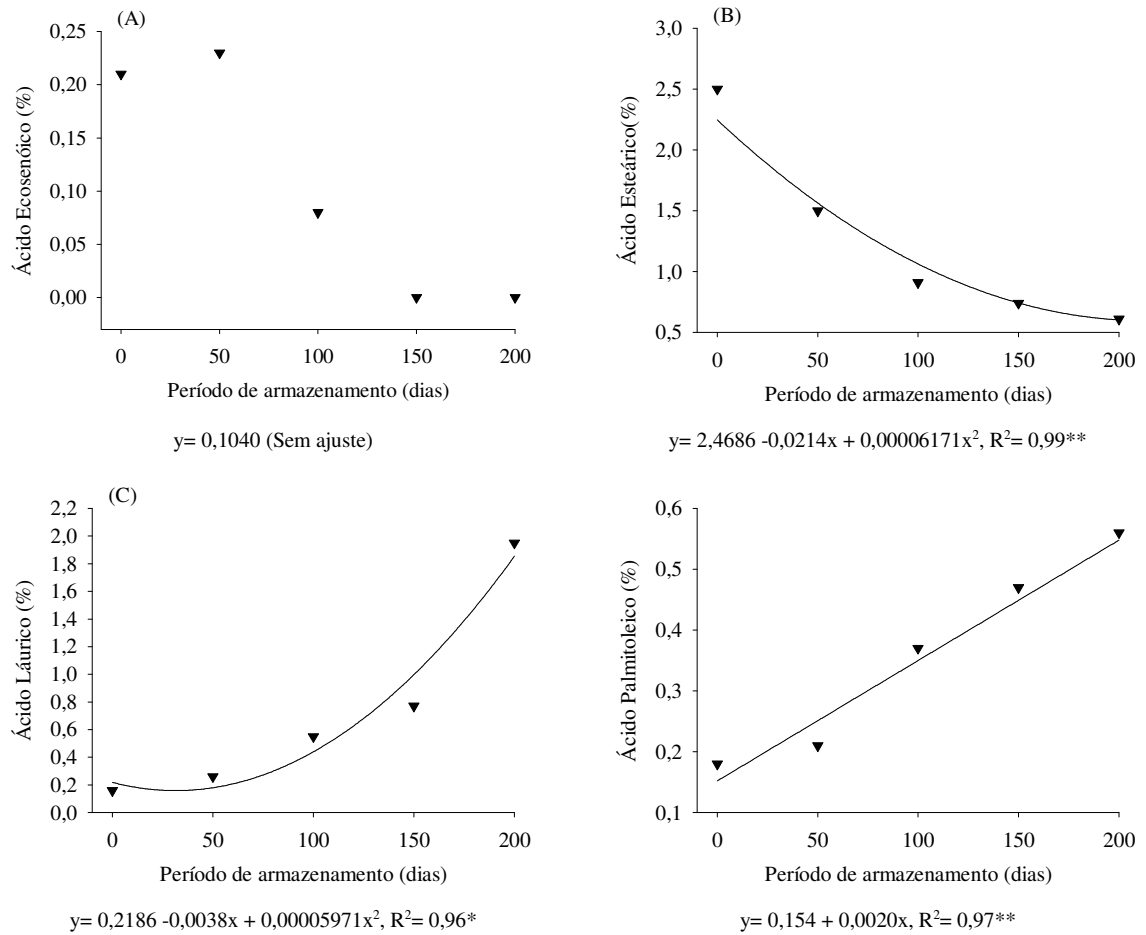 (A)
0,25
0,20
0,15
0,10
0,05
0,00
Ácido Ecosenóico (%)
0 50 100 150 200
Período de armazenamento (dias)
y= 0,1040 (Sem ajuste)
(B)
3,0
2,5
2,0
1,5
1,0
0,5
Ácido Esteárico(%)
0 50 100 150 200
Período de armazenamento (dias)
y= 2,4686 -0,0214x + 0,00006171x², R²= 0,99**
(C)
2,2
2,0
1,8
1,6
1,4
1,2
1,0
0,8
0,6
0,4
0,2
0,0
Ácido Láurico (%)
0 50 100 150 200
Período de armazenamento (dias)
y= 0,2186 -0,0038x + 0,00005971x², R²= 0,96*
0,6
0,5
0,4
0,3
0,2
0,1
Ácido Palmitoleico (%)
0 50 100 150 200
Período de armazenamento (dias)
y= 0,154 + 0,0020x, R²= 0,97**